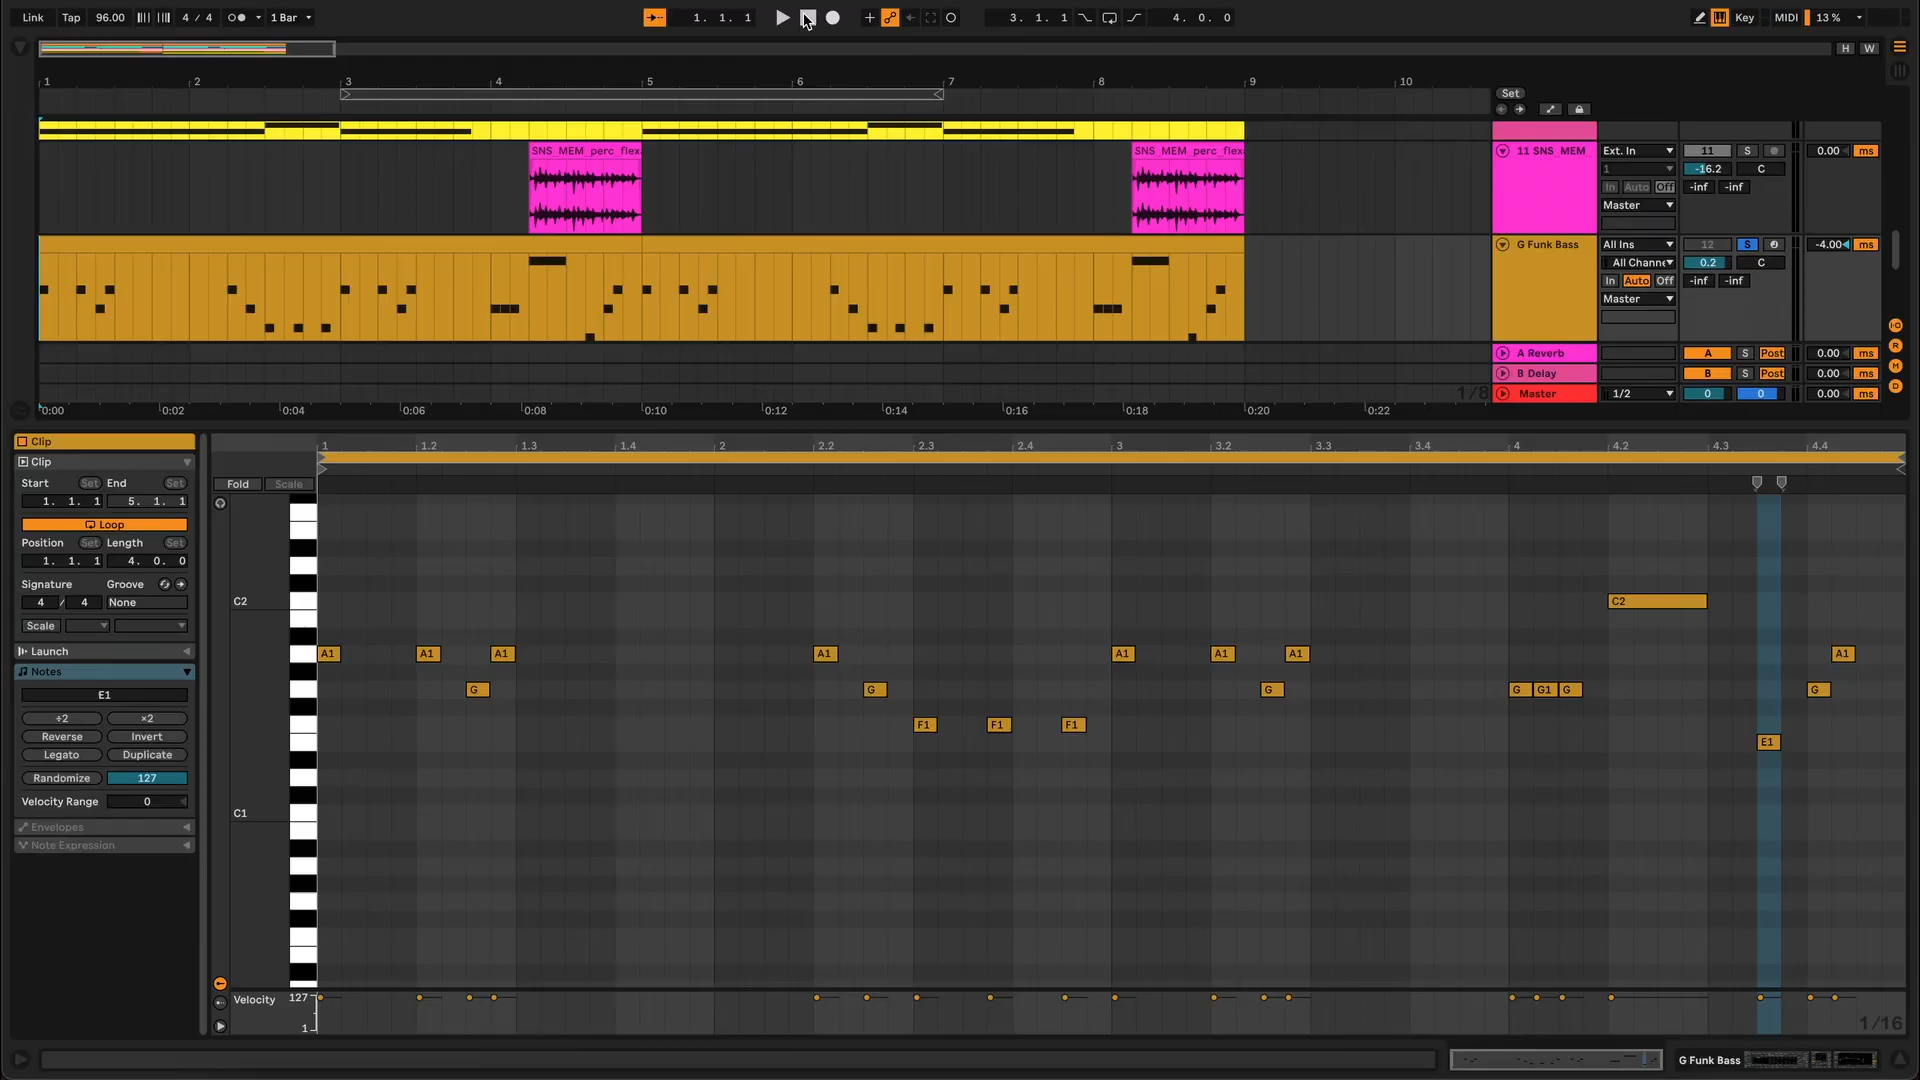 Link Tap 96.00 4 / 4 1 Bar 1. 1. 1 3. 1. 1 4. 0. 0 Key MIDI 13 %
H W
1 2 3 4 5 6 7 8 9 10
Set
SNS_MEM_perc_flex SNS_MEM_perc_flex 11 SNS_MEM_ Ext. In 11 S 0.00 ms
1 -16.2 C
In Auto Off -inf -inf
Master
G Funk Bass All Ins 12 S -4.00 ms
All Channe 0.2 C
In Auto Off -inf -inf
Master
A Reverb A S Post 0.00 ms
B Delay B S Post 0.00 ms
1/8 Master 1/2 0 0 0.00 ms
0:00 0:02 0:04 0:06 0:08 0:10 0:12 0:14 0:16 0:18 0:20 0:22
Clip
Clip
Start Set End Set
1. 1. 1 5. 1. 1
Loop
Position Set Length Set
1. 1. 1 4. 0. 0
Signature Groove
4 / 4 None
Scale
Launch
Notes
E1
÷2 ×2
Reverse Invert
Legato Duplicate
Randomize 127
Velocity Range 0
Envelopes
Note Expression
1 1.2 1.3 1.4 2 2.2 2.3 2.4 3 3.2 3.3 3.4 4 4.2 4.3 4.4
Fold Scale
C2 C2
A1 A1 A1 A1 A1 A1 A1 A1
G G G G G1 G G
F1 F1 F1
E1
C1
Velocity 127
1
1/16
G Funk Bass